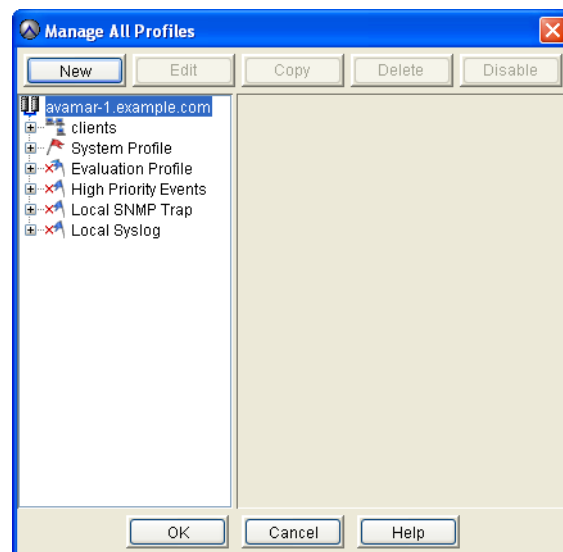 Manage All Profiles
New Edit Copy Delete Disable
avamar-1.example.com
clients
System Profile
Evaluation Profile
High Priority Events
Local SNMP Trap
Local Syslog
OK Cancel Help